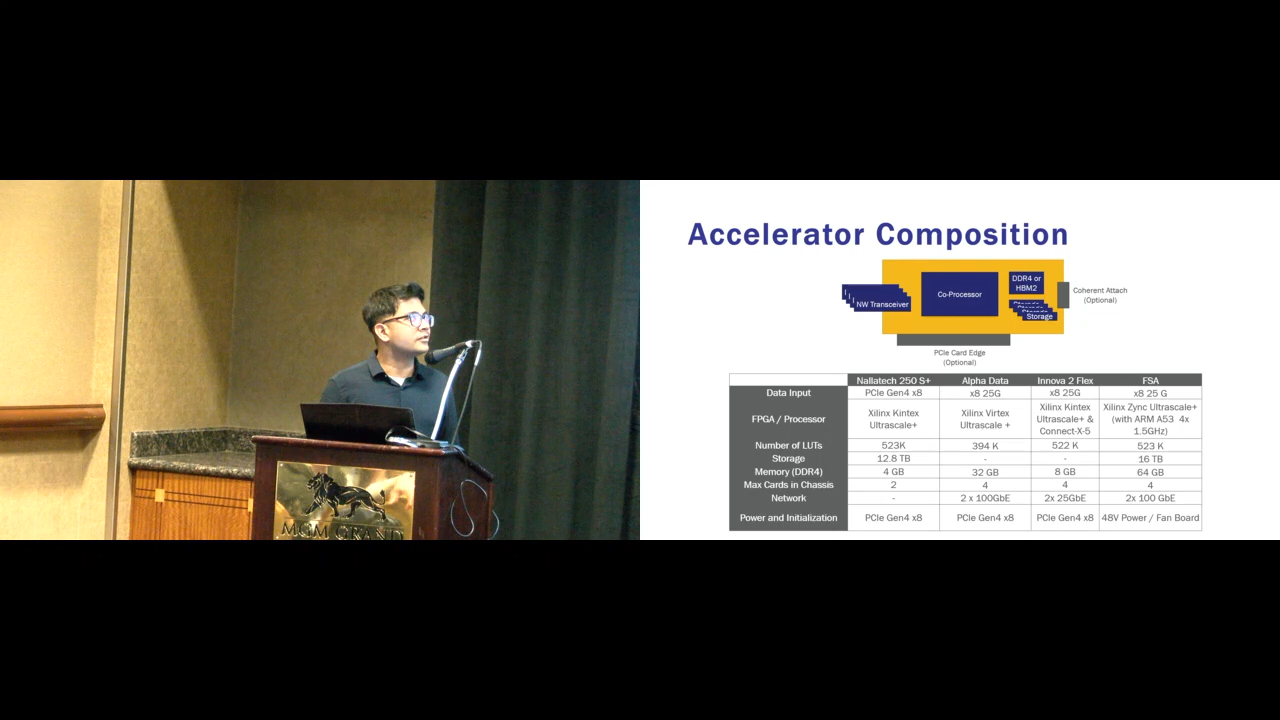 MGM GRAND
Accelerator Composition
NW Transceiver
Co-Processor
DDR4 or
HBM2
Storage
Storage
Storage
Storage
Coherent Attach
(Optional)
PCIe Card Edge
(Optional)
Nallatech 250 S+ Alpha Data Innova 2 Flex FSA
Data Input PCIe Gen4 x8 x8 25G x8 25G x8 25 G
FPGA / Processor Xilinx Kintex Ultrascale+ Xilinx Virtex Ultrascale + Xilinx Kintex Ultrascale+ & Connect-X-5 Xilinx Zync Ultrascale+ (with ARM A53 4x 1.5GHz)
Number of LUTs 523K 394 K 522 K 523 K
Storage 12.8 TB - - 16 TB
Memory (DDR4) 4 GB 32 GB 8 GB 64 GB
Max Cards in Chassis 2 4 4 4
Network - 2 x 100GbE 2x 25GbE 2x 100 GbE
Power and Initialization PCIe Gen4 x8 PCIe Gen4 x8 PCIe Gen4 x8 48V Power / Fan Board